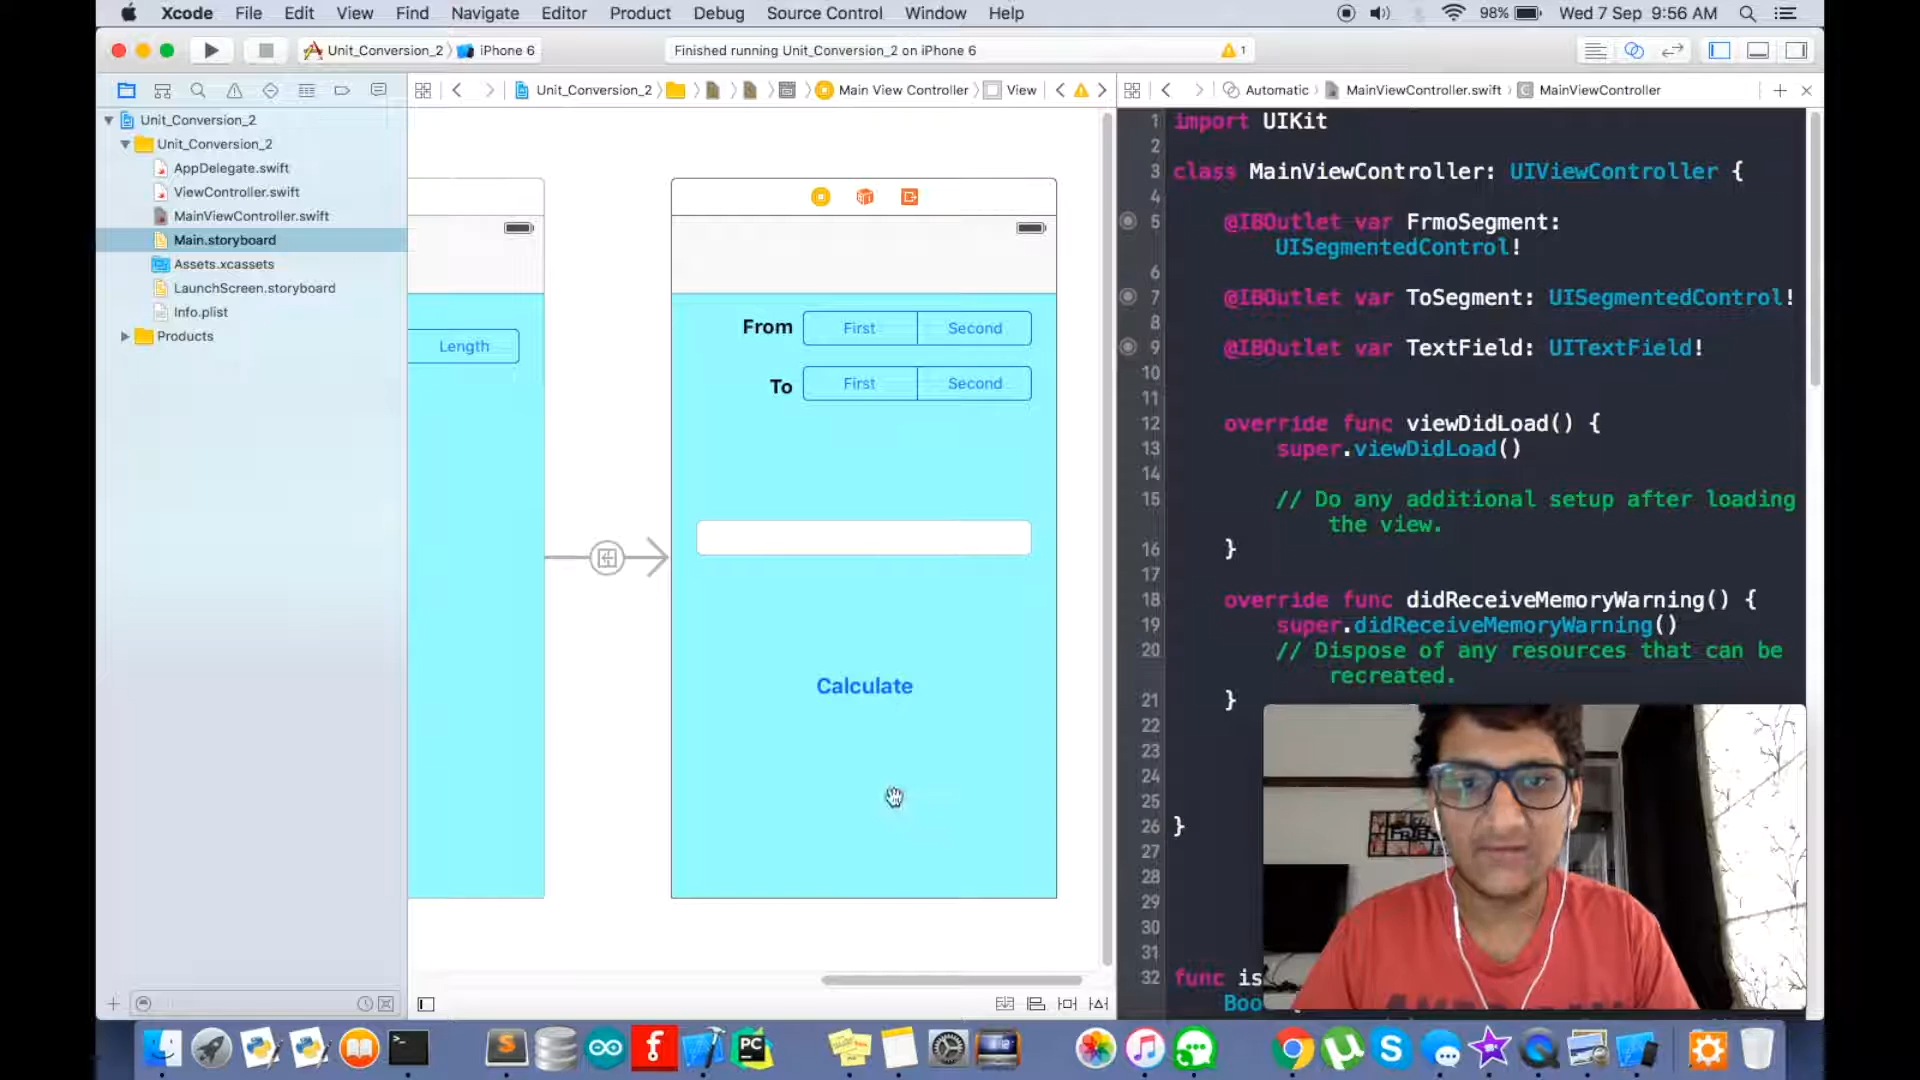 Xcode File Edit View Find Navigate Editor Product Debug Source Control Window Help 98% Wed 7 Sep 9:56 AM
Unit_Conversion_2 iPhone 6 Finished running Unit_Conversion_2 on iPhone 6 1
Unit_Conversion_2 Main View Controller View Automatic MainViewController.swift MainViewController
Unit_Conversion_2
Unit_Conversion_2
AppDelegate.swift
ViewController.swift
MainViewController.swift
Main.storyboard
Assets.xcassets
LaunchScreen.storyboard
Info.plist
Products
Length
From First Second
To First Second
Calculate
1 import UIKit
2
3 class MainViewController: UIViewController {
4
5 @IBOutlet var FrmoSegment:
UISegmentedControl!
6
7 @IBOutlet var ToSegment: UISegmentedControl!
8
9 @IBOutlet var TextField: UITextField!
10
11
12 override func viewDidLoad() {
13 super.viewDidLoad()
14
15 // Do any additional setup after loading
the view.
16 }
17
18 override func didReceiveMemoryWarning() {
19 super.didReceiveMemoryWarning()
20 // Dispose of any resources that can be
recreated.
21 }
22
23
24
25
26 }
27
28
29
30
31
32 func is
Boo
S
f
PC
S